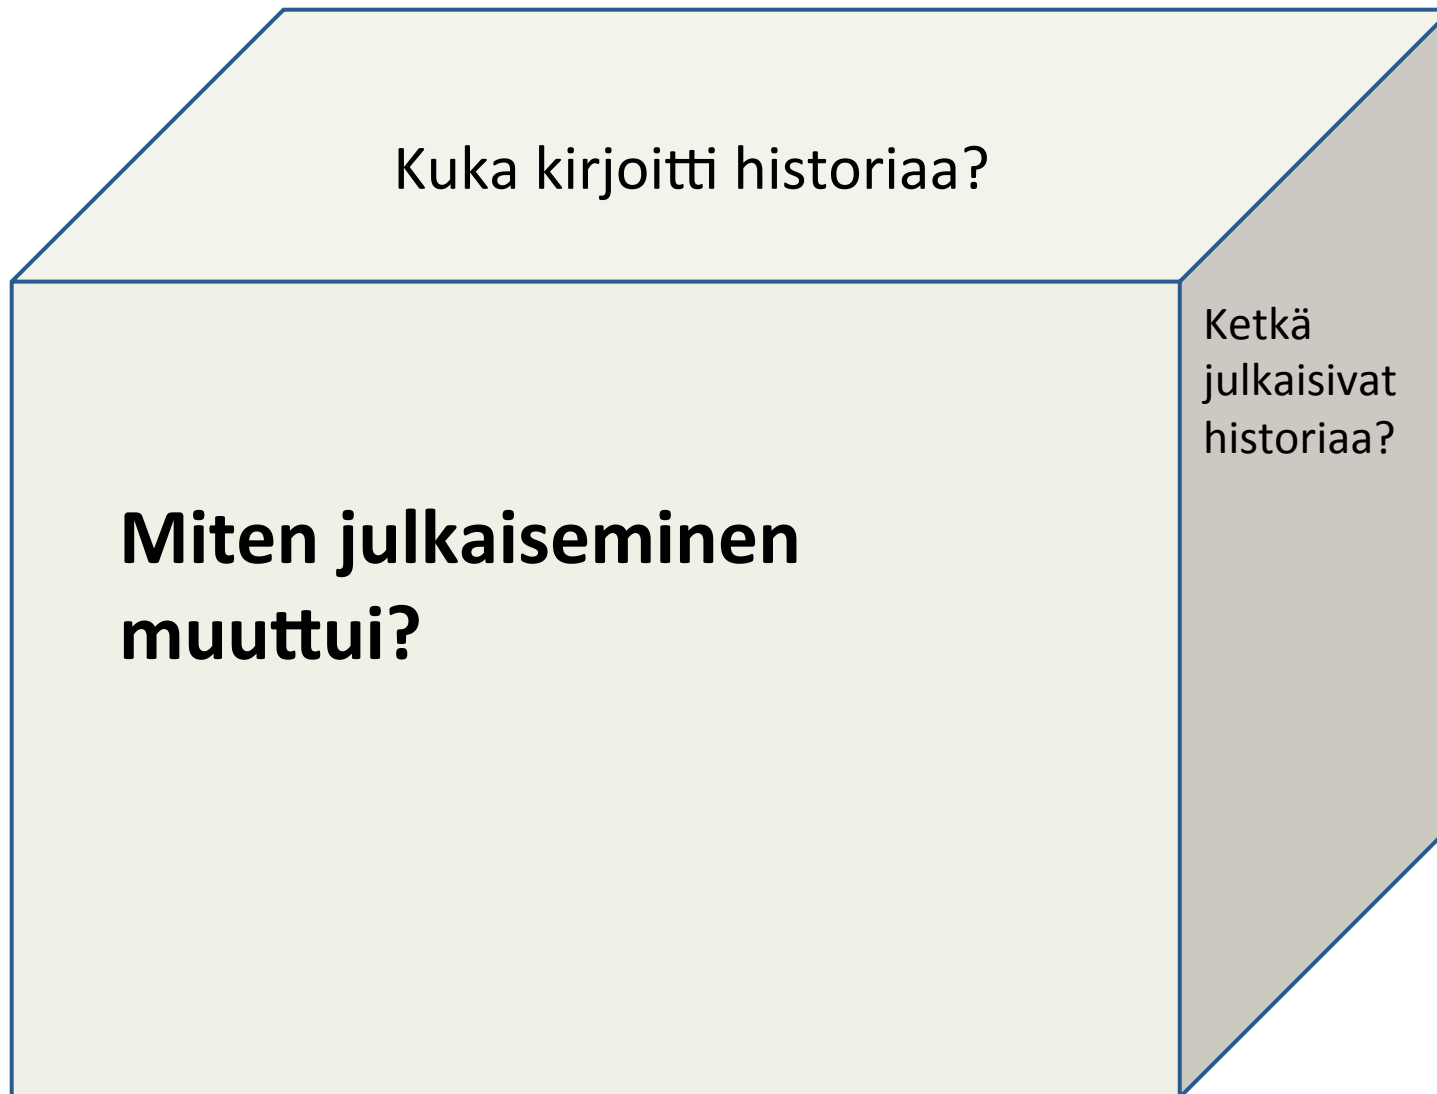 Kuka kirjoitti historiaa?
Ketkä
julkaisivat
historiaa?
Miten julkaiseminen
muuttui?